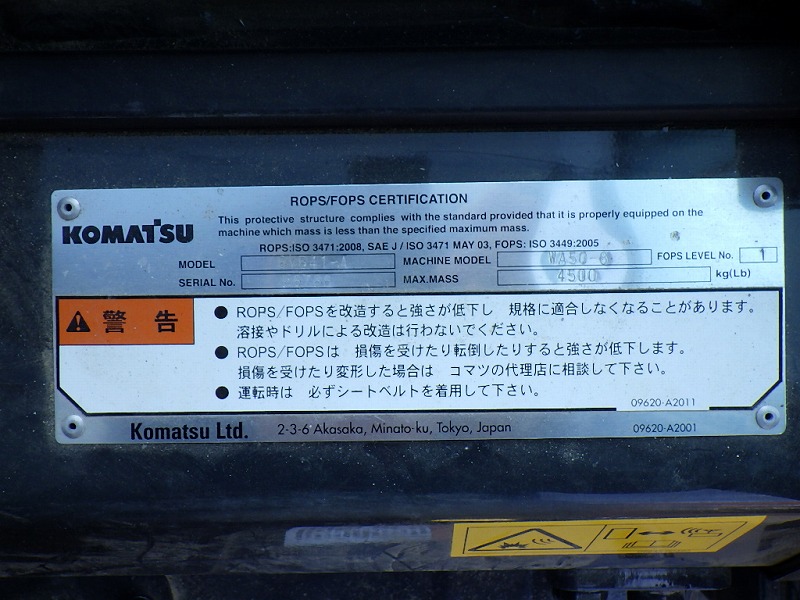 ROPS/FOPS CERTIFICATION
KOMATSU
This protective structure complies with the standard provided that it is properly equipped on the
machine which mass is less than the specified maximum mass.
ROPS:ISO 3471:2008, SAE J / ISO 3471 MAY 03, FOPS: ISO 3449:2005
MODEL MACHINE MODEL WA50-6 FOPS LEVEL No. 1
SERIAL No. MAX.MASS 4500 kg(Lb)
警告
● ROPS/FOPSを改造すると強さが低下し 規格に適合しなくなることがあります。
溶接やドリルによる改造は行わないでください。
● ROPS/FOPSは 損傷を受けたり転倒したりすると強さが低下します。
損傷を受けたり変形した場合は コマツの代理店に相談して下さい。
● 運転時は 必ずシートベルトを着用して下さい。
09620-A2011
Komatsu Ltd. 2-3-6 Akasaka, Minato-ku, Tokyo, Japan 09620-A2001